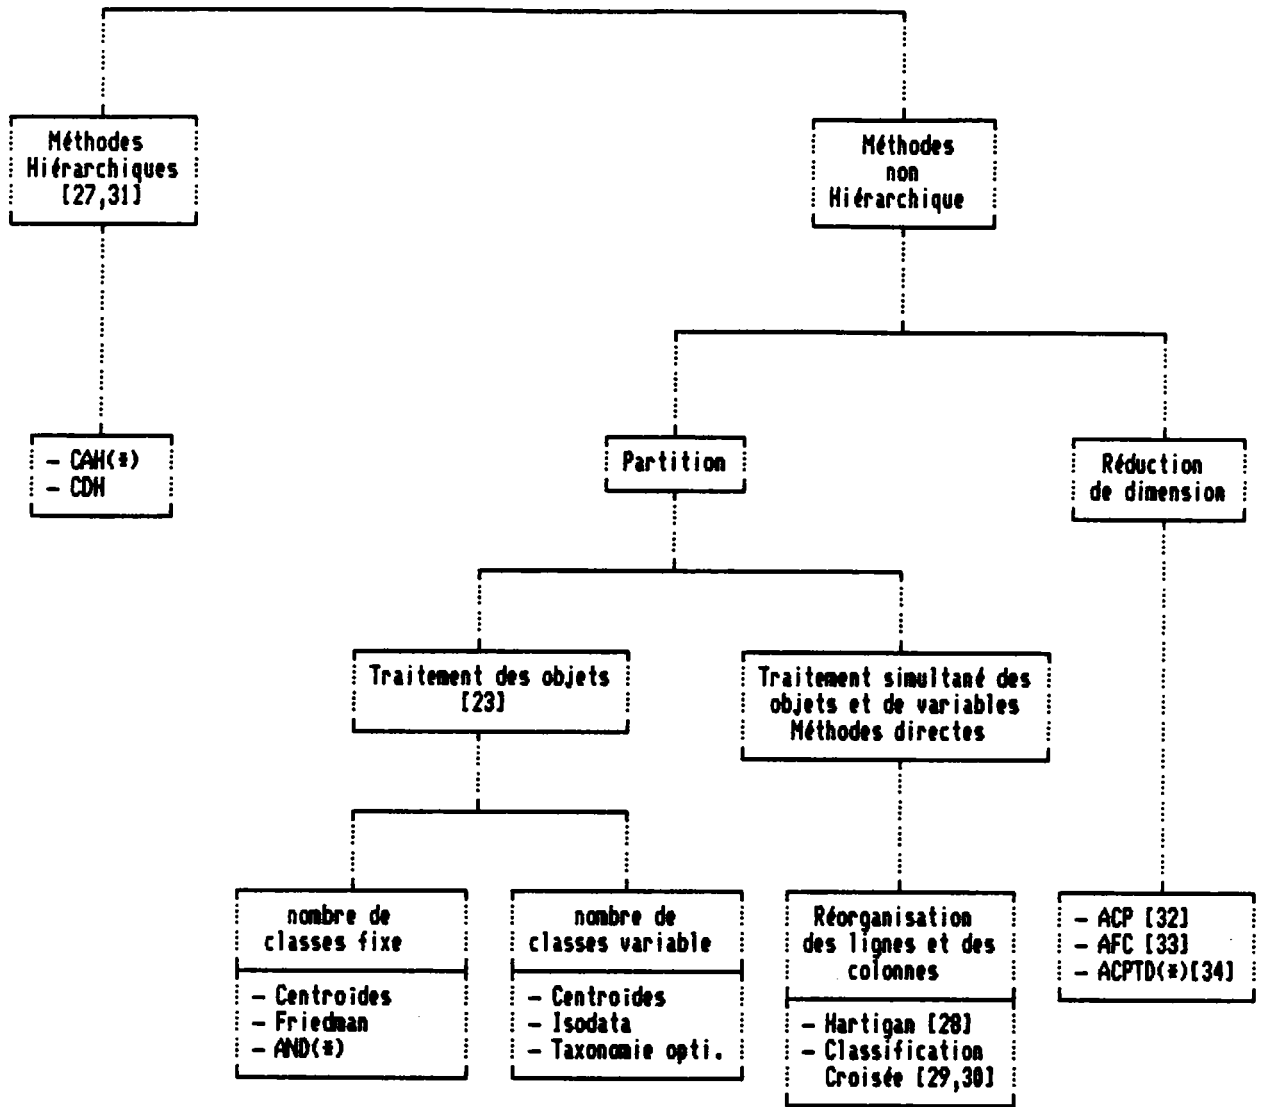 Méthodes
Hiérarchiques
[27,31]
Méthodes
non
Hiérarchique
- CAH(*)
- CDH
Partition
Réduction
de dimension
Traitement des objets
[23]
Traitement simultané des
objets et de variables
Méthodes directes
nombre de
classes fixe
- Centroïdes
- Friedman
- AND(*)
nombre de
classes variable
- Centroides
- Isodata
- Taxonomie opti.
Réorganisation
des lignes et des
colonnes
- Hartigan [28]
- Classification
Croisée [29,30]
- ACP [32]
- AFC [33]
- ACPTD(*)[34]